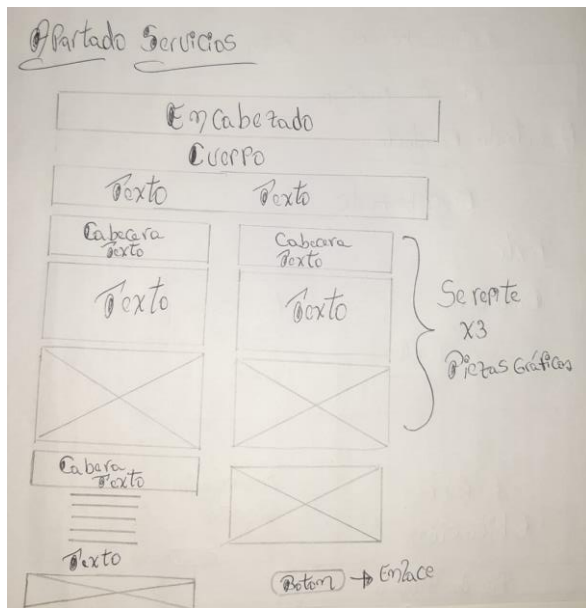 Apartado Servicios
Encabezado
Cuerpo
Texto Texto
Cabecera Texto
Cabecera Texto
Texto
Texto
Se repite
X3
Piezas Gráficas
Cabera Texto
Texto
Boton → Enlace